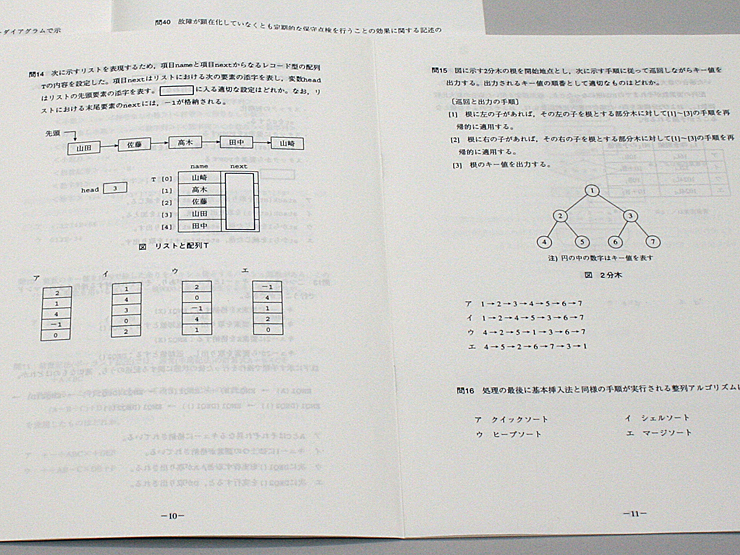 ダイアグラムで示
問40 故障が顕在化していなくとも定期的な保守点検を行うことの効果に関する記述の
問14 次に示すリストを表現するため，項目nameと項目nextからなるレコード型の配列
Tの内容を設定した。項目nextはリストにおける次の要素の添字を表し，変数head
はリストの先頭要素の添字を表す。 に入る適切な設定はどれか。なお，リ
ストにおける末尾要素のnextには，－1が格納される。
先頭
山田 佐藤 高木 田中 山崎
name next
head 3 T [0] 山崎
[1] 高木
[2] 佐藤
[3] 山田
[4] 田中
図 リストと配列T
ア イ ウ エ
2 1 2 －1
1 4 0 4
4 3 －1 1
－1 0 4 2
0 2 1 0
－10－
問15 図に示す2分木の根を開始地点とし，次に示す手順に従って巡回しながらキー値を
出力する。出力されるキー値の順番として適切なものはどれか。
〔巡回と出力の手順〕
[1] 根に左の子があれば，その左の子を根とする部分木に対して[1]～[3]の手順を再
帰的に適用する。
[2] 根に右の子があれば，その右の子を根とする部分木に対して[1]～[3]の手順を再
帰的に適用する。
[3] 根のキー値を出力する。
1
2 3
4 5 6 7
注) 円の中の数字はキー値を表す
図 2分木
ア 1→2→3→4→5→6→7
イ 1→2→4→5→3→6→7
ウ 4→2→5→1→3→6→7
エ 4→5→2→6→7→3→1
問16 処理の最後に基本挿入法と同様の手順が実行される整列アルゴリズムは
ア クイックソート イ シェルソート
ウ ヒープソート エ マージソート
－11－